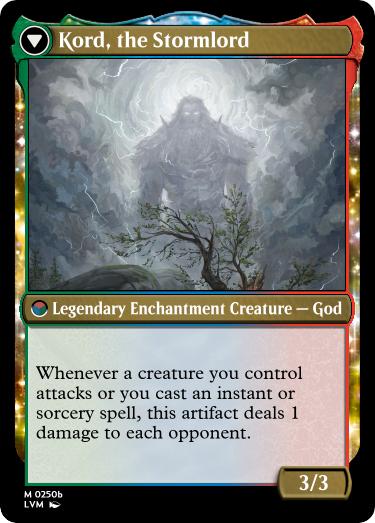 Kord, the Stormlord
Legendary Enchantment Creature — God
Whenever a creature you control
attacks or you cast an instant or
sorcery spell, this artifact deals 1
damage to each opponent.
3/3
M 0250b
LVM